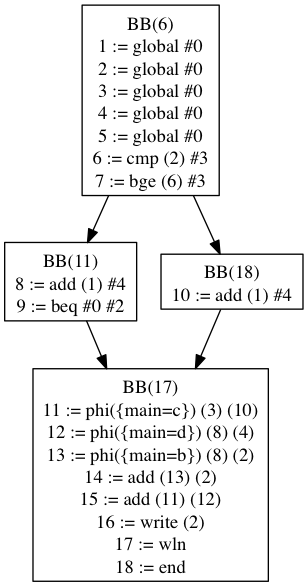 BB(6)
1 := global #0
2 := global #0
3 := global #0
4 := global #0
5 := global #0
6 := cmp (2) #3
7 := bge (6) #3
BB(11)
8 := add (1) #4
9 := beq #0 #2
BB(18)
10 := add (1) #4
BB(17)
11 := phi({main=c}) (3) (10)
12 := phi({main=d}) (8) (4)
13 := phi({main=b}) (8) (2)
14 := add (13) (2)
15 := add (11) (12)
16 := write (2)
17 := wln
18 := end